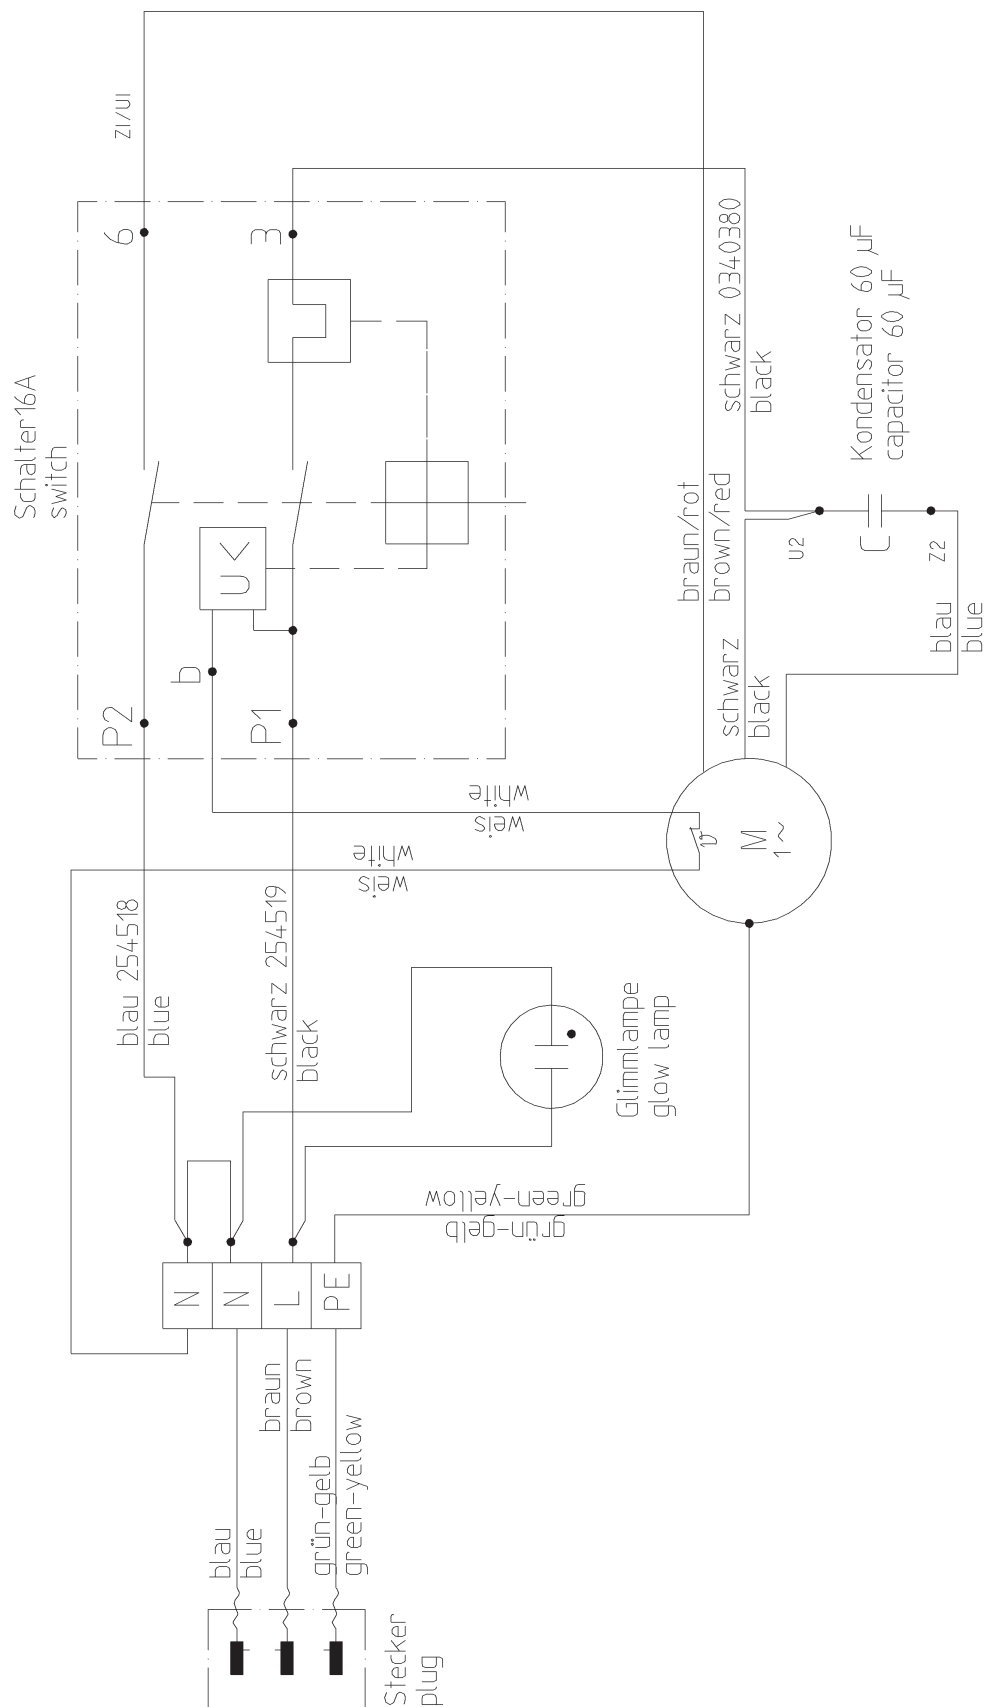 Z1/U1
Schalter16A
switch
6
3
U<
b
P2
P1
schwarz 0340380
black
Kondensator 60 µF
capacitor 60 µF
braun/rot
brown/red
U2
C
Z2
blau
blue
schwarz
black
weis
white
weis
white
ϑ
M
1~
blau 254518
blue
schwarz 254519
black
Glimmlampe
glow lamp
grün-gelb
green-yellow
N
N
L
PE
braun
brown
blau
blue
grün-gelb
green-yellow
Stecker
plug